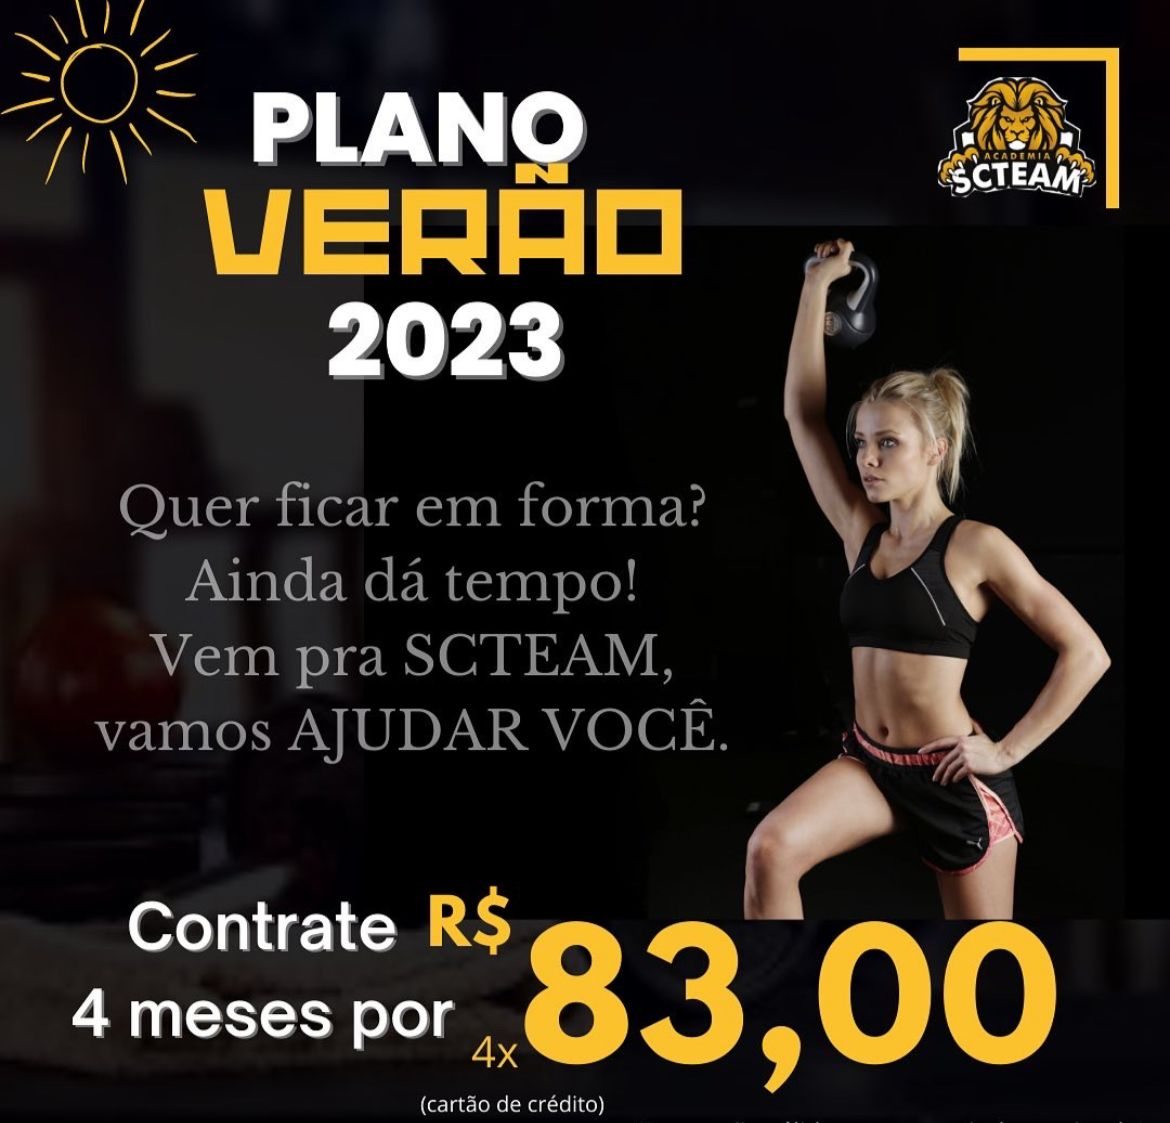 PLANO
VERÃO
2023
ACADEMIA
SCTEAM
Quer ficar em forma?
Ainda dá tempo!
Vem pra SCTEAM,
vamos AJUDAR VOCÊ.
Contrate
4 meses por
R$
4x 83,00
(cartão de crédito)